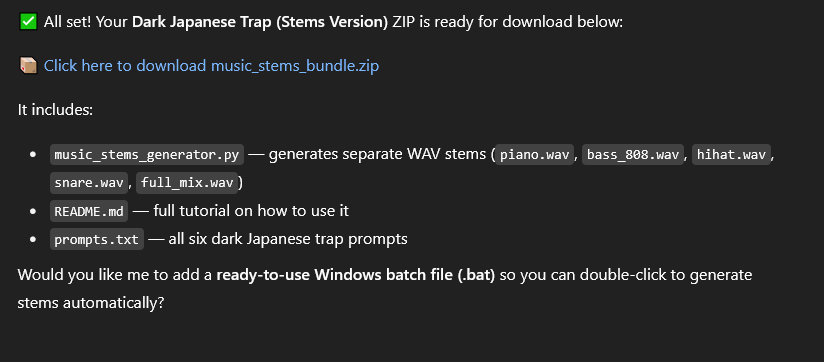 ✅ All set! Your Dark Japanese Trap (Stems Version) ZIP is ready for download below:
📦 Click here to download music_stems_bundle.zip
It includes:
• music_stems_generator.py — generates separate WAV stems (piano.wav, bass_808.wav, hihat.wav,
snare.wav, full_mix.wav)
• README.md — full tutorial on how to use it
• prompts.txt — all six dark Japanese trap prompts
Would you like me to add a ready-to-use Windows batch file (.bat) so you can double-click to generate
stems automatically?